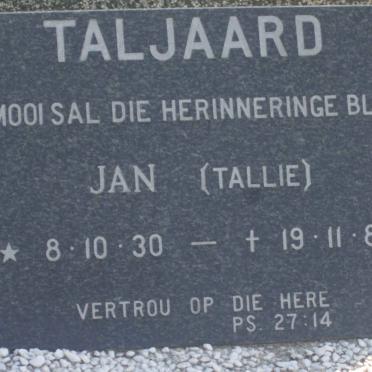 TALJAARD
MOOI SAL DIE HERINNERINGE
JAN (TALLIE)
★ 8·10·30 — † 19·11·8
VERTROU OP DIE HERE
PS. 27:14